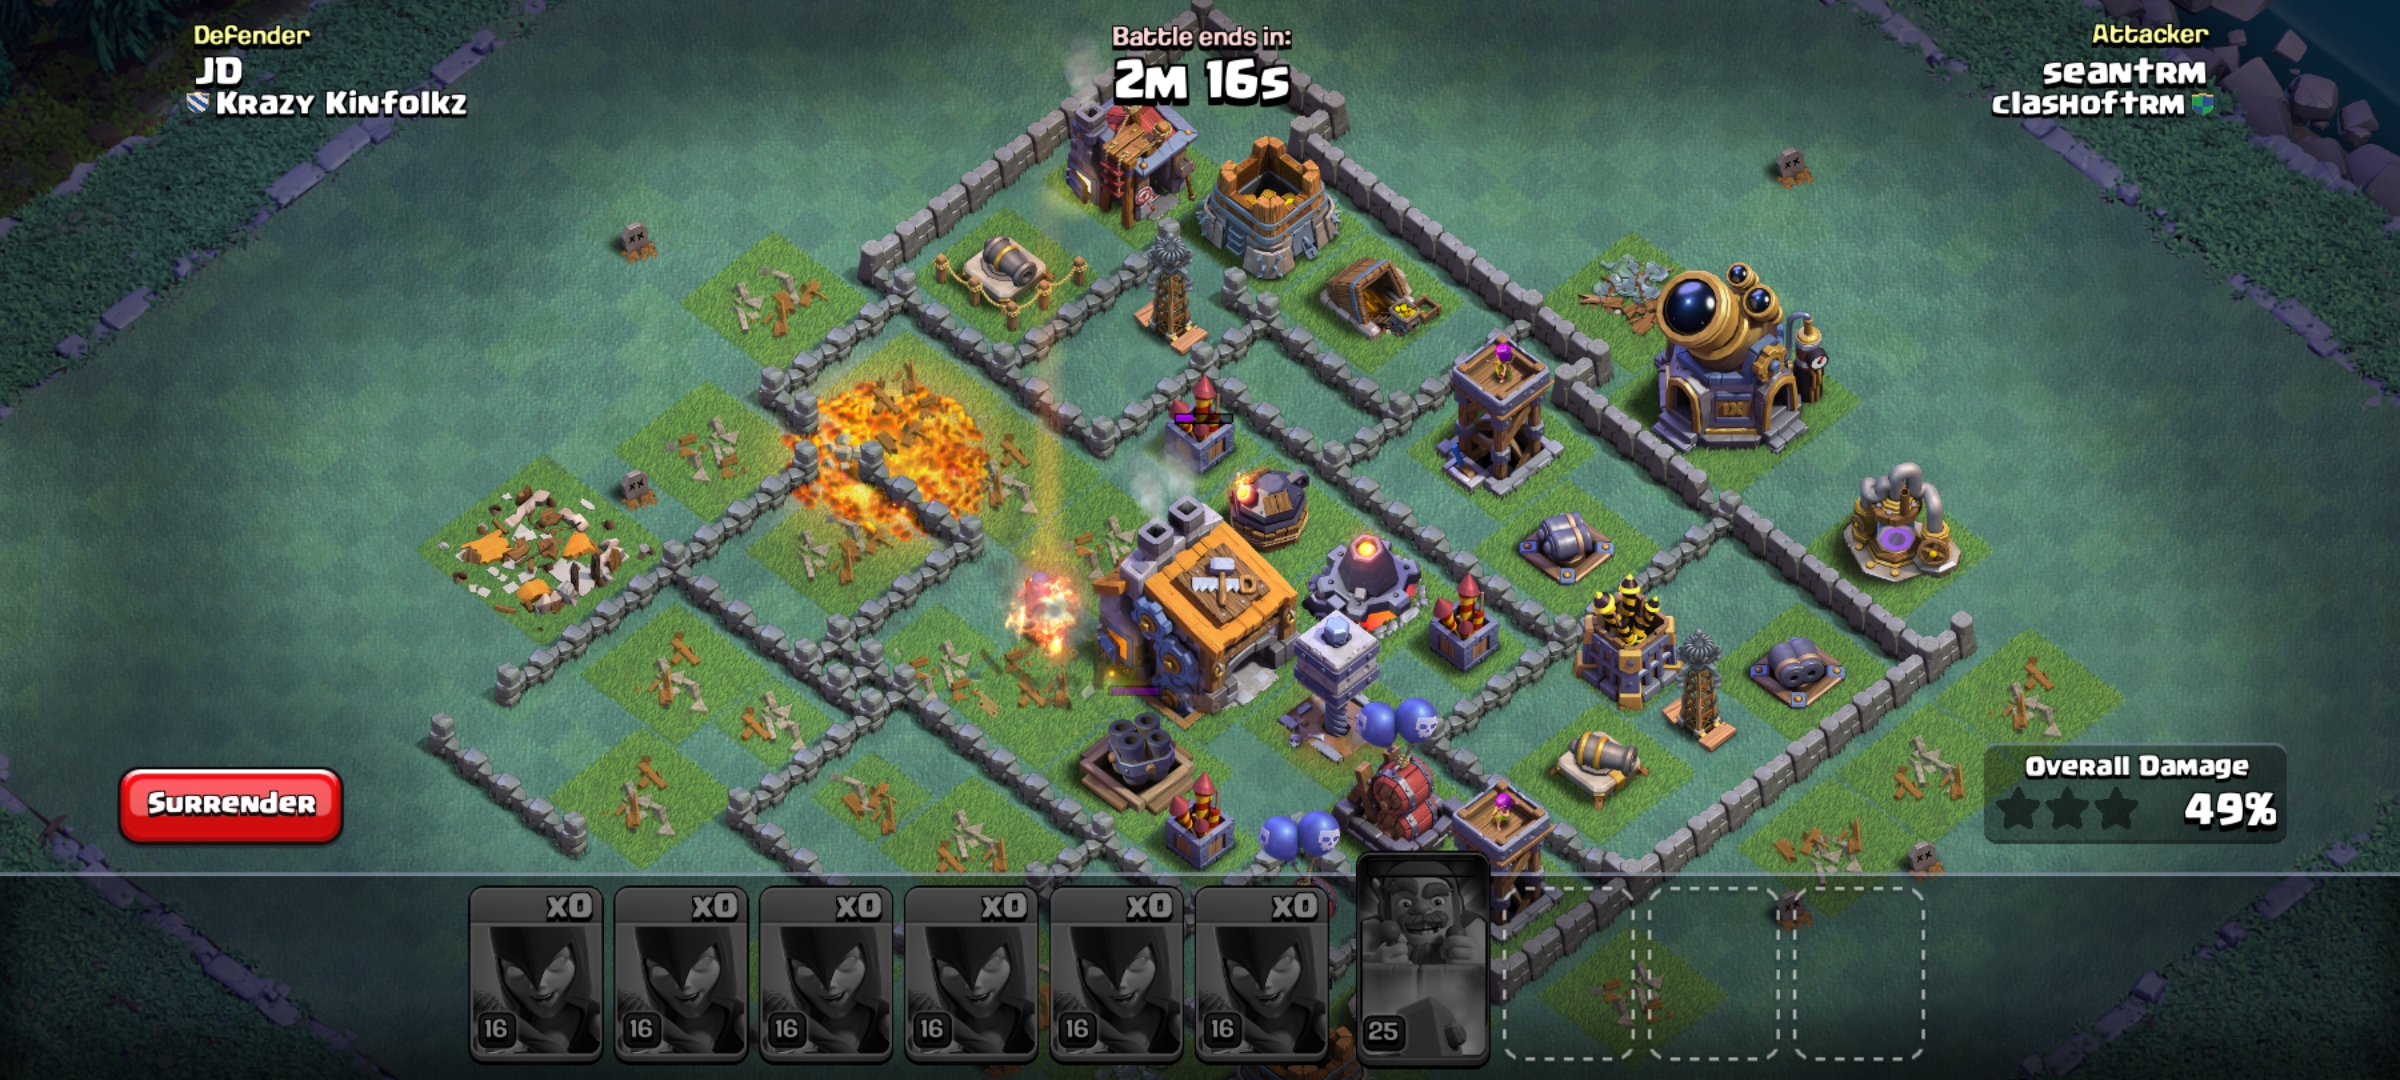 Defender
JD
Krazy Kinfolkz
Battle ends in:
2M 16s
Attacker
seantRM
clashoftRM
IX
Surrender
Overall Damage
49%
x0
x0
x0
x0
x0
x0
16
16
16
16
16
16
25